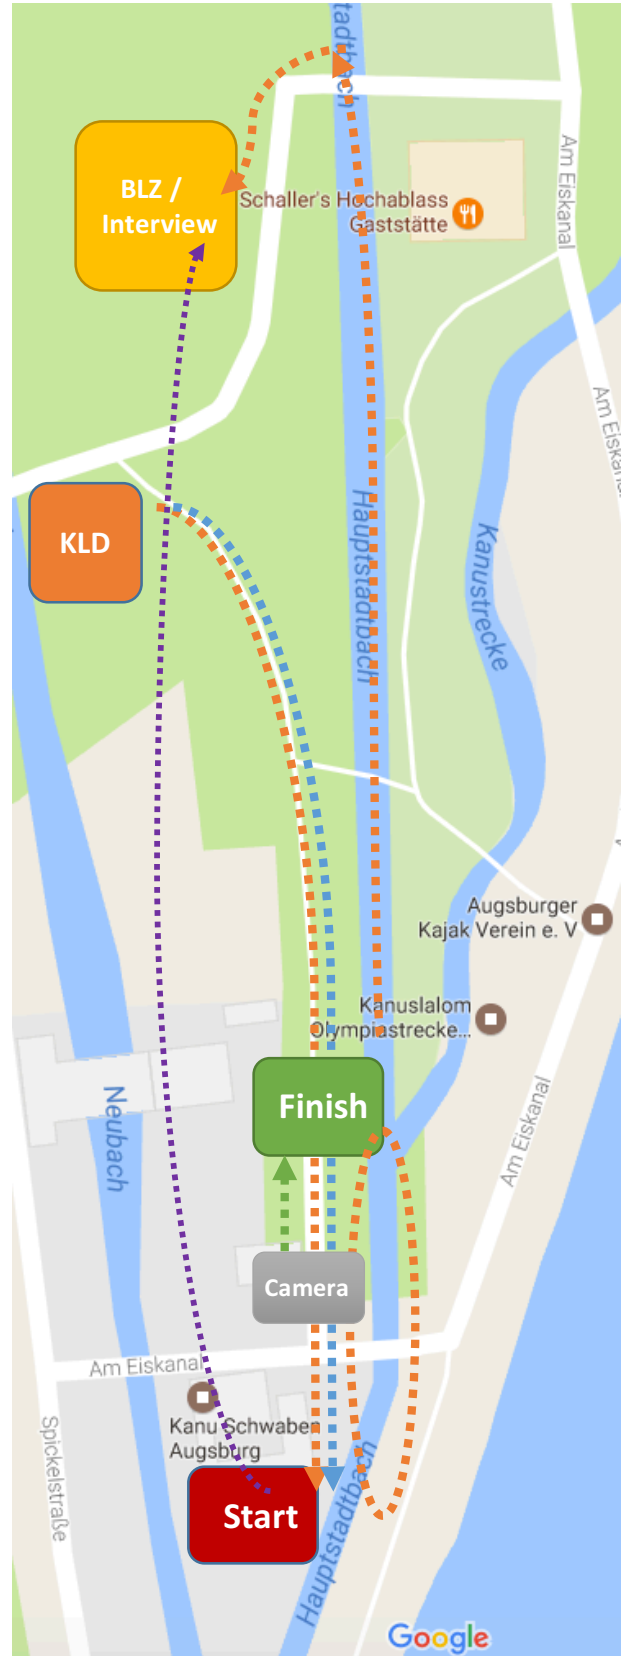 tadtbach
Am Eiskanal
BLZ /
Interview
Schaller's Hochablass
Gaststätte
Am Eiskanal
KLD
Hauptstadtbach
Kanustrecke
Augsburger
Kajak Verein e. V
Kanuslalom
Olympiastrecke...
Finish
Neubach
Am Eiskanal
Camera
Am Eiskanal
Kanu Schwaben
Augsburg
Spickelstraße
Start
Hauptstadtbach
Google